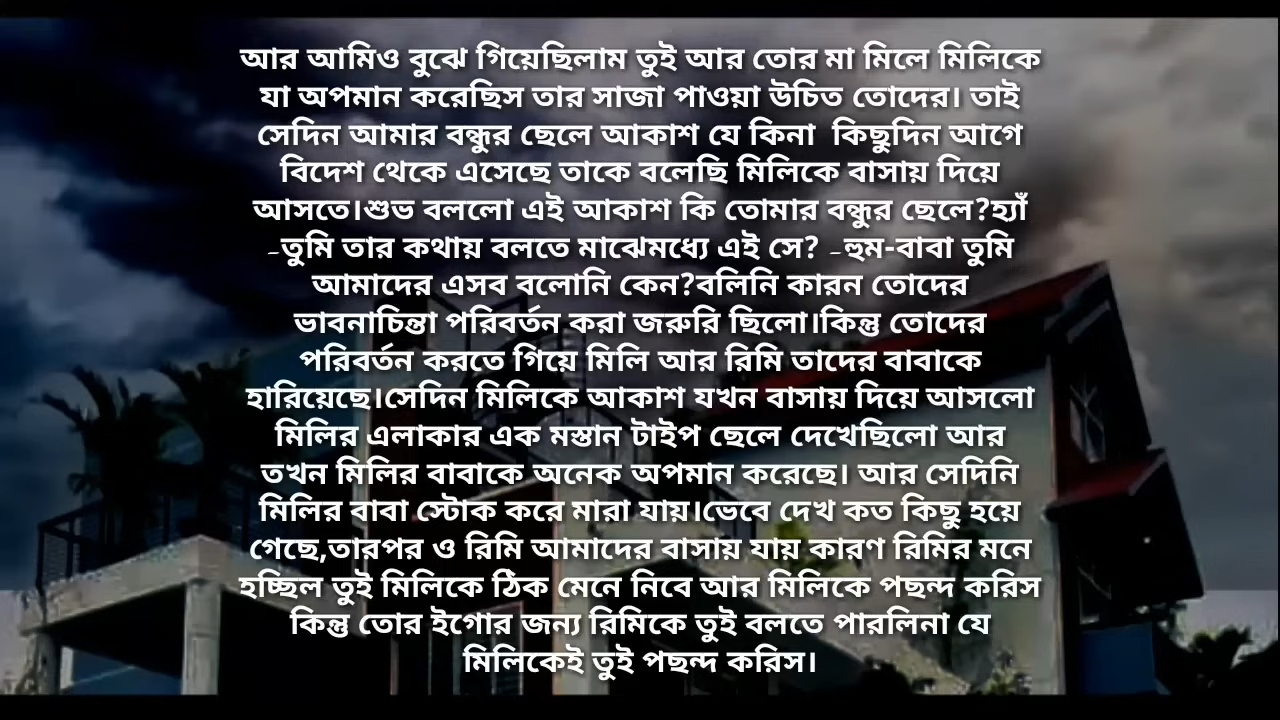 আর আমিও বুঝে গিয়েছিলাম তুই আর তোর মা মিলে মিলিকে
যা অপমান করেছিস তার সাজা পাওয়া উচিত তোদের। তাই
সেদিন আমার বন্ধুর ছেলে আকাশ যে কিনা কিছুদিন আগে
বিদেশ থেকে এসেছে তাকে বলেছি মিলিকে বাসায় দিয়ে
আসতে।শুভ বললো এই আকাশ কি তোমার বন্ধুর ছেলে?হ্যাঁ
-তুমি তার কথায় বলতে মাঝেমধ্যে এই সে? -হুম-বাবা তুমি
আমাদের এসব বলোনি কেন?বলিনি কারন তোদের
ভাবনাচিন্তা পরিবর্তন করা জরুরি ছিলো।কিন্তু তোদের
পরিবর্তন করতে গিয়ে মিলি আর রিমি তাদের বাবাকে
হারিয়েছে।সেদিন মিলিকে আকাশ যখন বাসায় দিয়ে আসলো
মিলির এলাকার এক মস্তান টাইপ ছেলে দেখেছিলো আর
তখন মিলির বাবাকে অনেক অপমান করেছে। আর সেদিনি
মিলির বাবা স্টোক করে মারা যায়।ভেবে দেখ কত কিছু হয়ে
গেছে,তারপর ও রিমি আমাদের বাসায় যায় কারণ রিমির মনে
হচ্ছিল তুই মিলিকে ঠিক মেনে নিবে আর মিলিকে পছন্দ করিস
কিন্তু তোর ইগোর জন্য রিমিকে তুই বলতে পারলিনা যে
মিলিকেই তুই পছন্দ করিস।